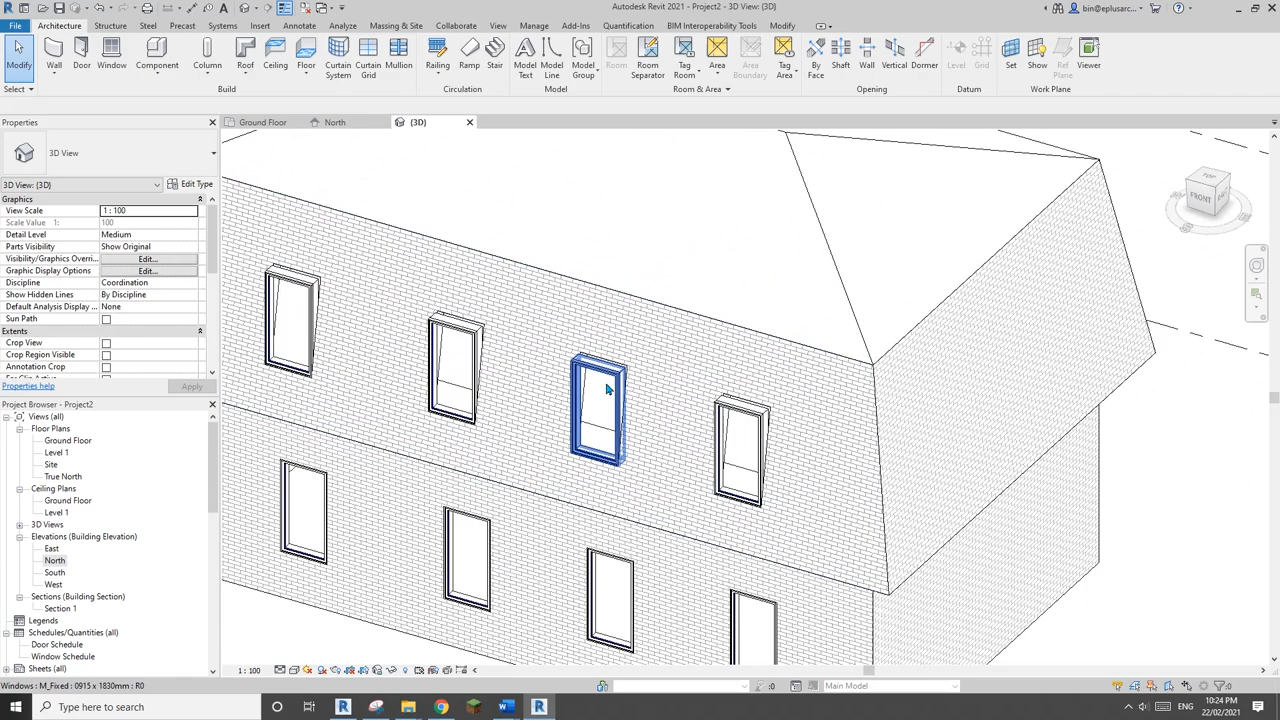 Autodesk Revit 2021 - Project2 - 3D View: {3D}
bin@eplusarc...
File Architecture Structure Steel Precast Systems Insert Annotate Analyze Massing & Site Collaborate View Manage Add-Ins Quantification BIM Interoperability Tools Modify
Modify Wall Door Window Component Column Roof Ceiling Floor Curtain System Curtain Grid Mullion Railing Ramp Stair Model Text Model Line Model Group Room Room Separator Tag Room Area Area Boundary Tag Area By Face Shaft Wall Vertical Dormer Level Grid Set Show Ref Plane Viewer
Select Build Circulation Model Room & Area Opening Datum Work Plane
Properties
Ground Floor North {3D}
3D View
3D View: {3D} Edit Type
Graphics
View Scale 1 : 100
Scale Value 1: 100
Detail Level Medium
Parts Visibility Show Original
Visibility/Graphics Overri... Edit...
Graphic Display Options Edit...
Discipline Coordination
Show Hidden Lines By Discipline
Default Analysis Display ... None
Sun Path
Extents
Crop View
Crop Region Visible
Annotation Crop
Properties help Apply
Project Browser - Project2
Views (all)
Floor Plans
Ground Floor
Level 1
Site
True North
Ceiling Plans
Ground Floor
Level 1
3D Views
Elevations (Building Elevation)
East
North
South
West
Sections (Building Section)
Section 1
Legends
Schedules/Quantities (all)
Door Schedule
Window Schedule
Sheets (all)
TOP
FRONT
1 : 100
Windows : M_Fixed : 0915 x 1830mm : R0
:0
Main Model
:0
Type here to search
ENG
10:24 PM
22/02/2021